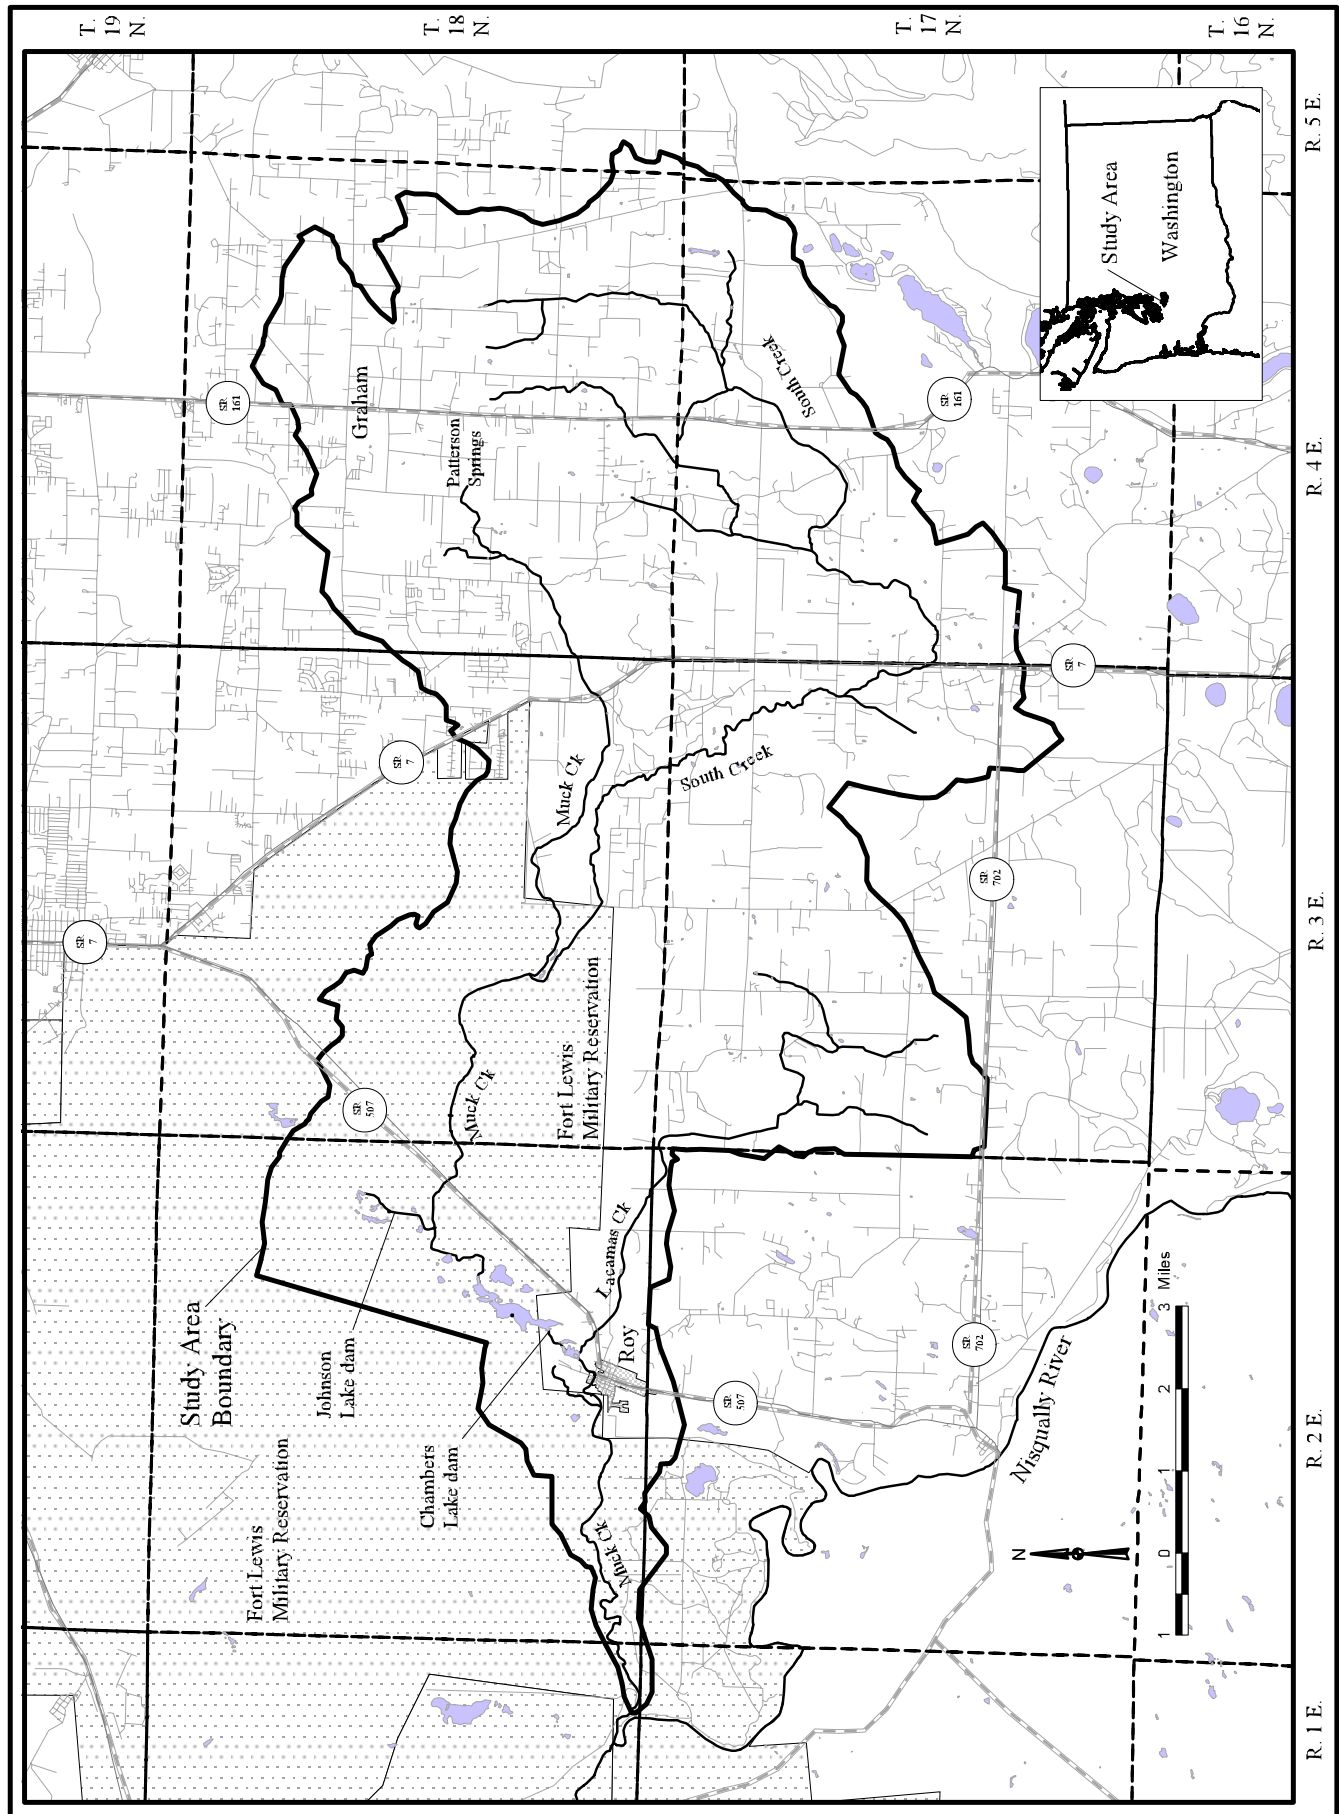 T.
19
N.
T.
18
N.
T.
17
N.
T.
16
N.
R. 5 E.
R. 4 E.
R. 3 E.
R. 2 E.
R. 1 E.
Study Area
Washington
SR
161
SR
161
Graham
Patterson
Springs
South Creek
SR
7
SR
7
SR
7
Muck Ck
South Creek
SR
702
Fort Lewis
Military Reservation
SR
507
Muck Ck
Lacamas Ck
Study Area
Boundary
Johnson
Lake dam
Roy
SR
702
SR
507
Chambers
Lake dam
Fort Lewis
Military Reservation
Muck Ck
Nisqually River
N
1 0 1 2 3 Miles